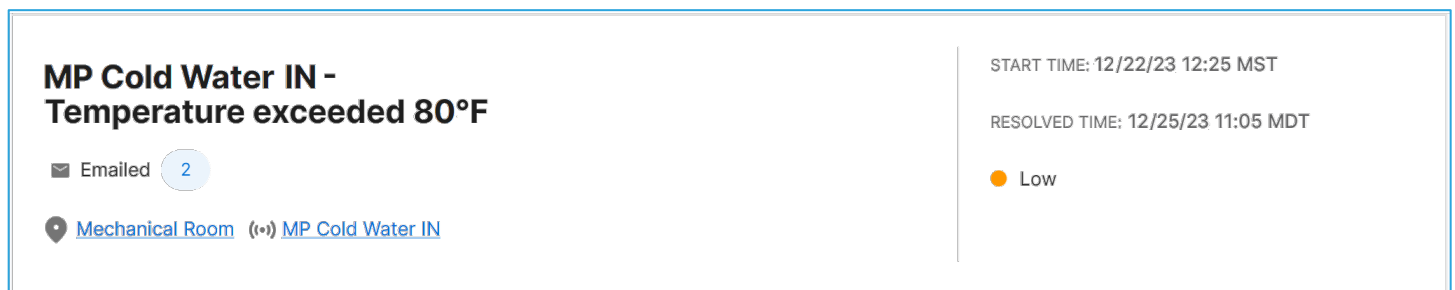 MP Cold Water IN -
Temperature exceeded 80°F
Emailed 2
Mechanical Room MP Cold Water IN
START TIME: 12/22/23 12:25 MST
RESOLVED TIME: 12/25/23 11:05 MDT
Low